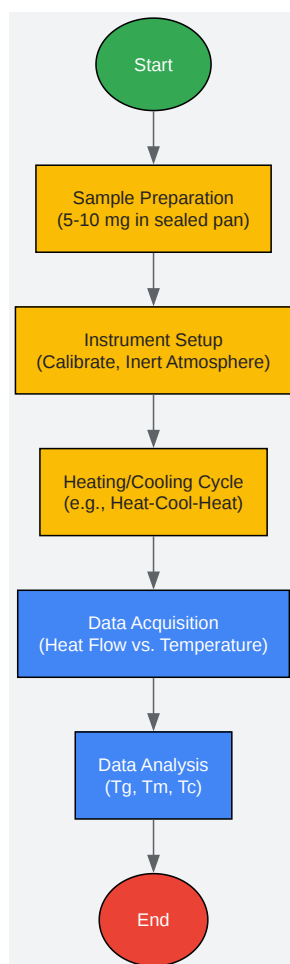 Start
Sample Preparation
(5-10 mg in sealed pan)
Instrument Setup
(Calibrate, Inert Atmosphere)
Heating/Cooling Cycle
(e.g., Heat-Cool-Heat)
Data Acquisition
(Heat Flow vs. Temperature)
Data Analysis
(Tg, Tm, Tc)
End